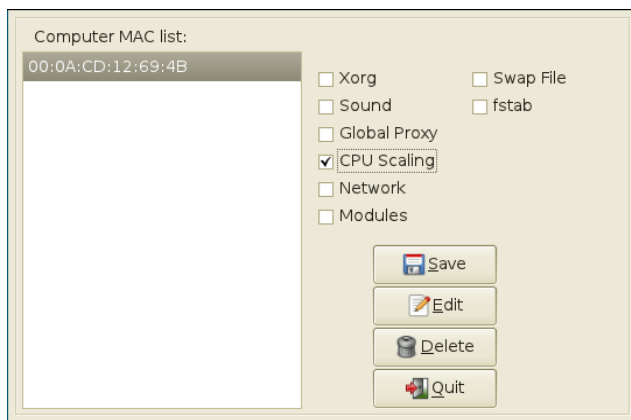 Computer MAC list:
00:0A:CD:12:69:4B
Xorg
Swap File
Sound
fstab
Global Proxy
CPU Scaling
Network
Modules
Save
Edit
Delete
Quit